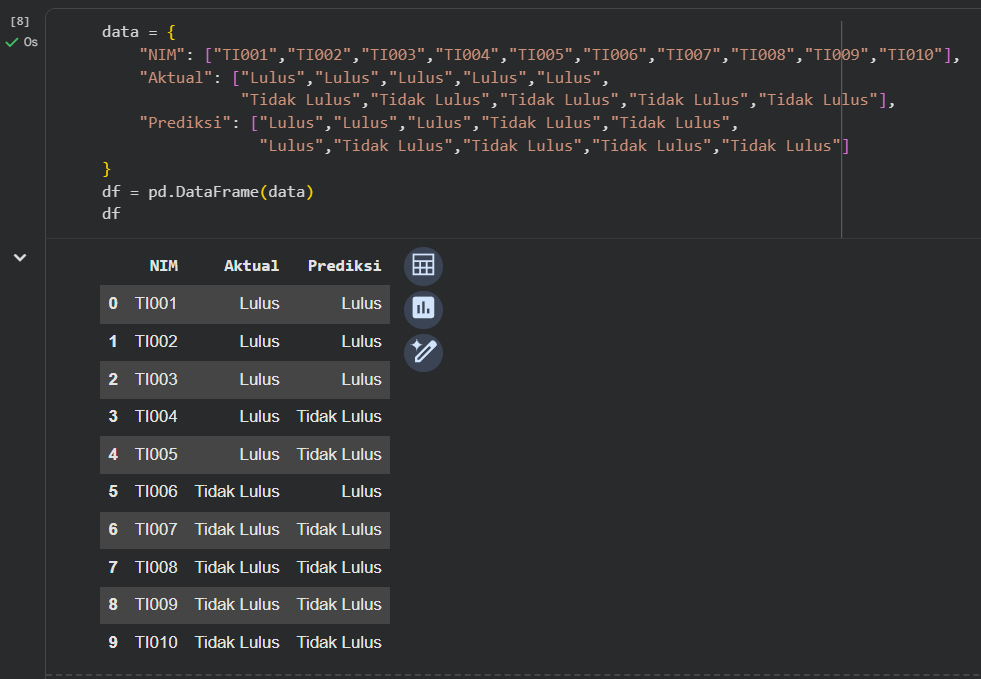 [8]
0s
data = {
    "NIM": ["TI001","TI002","TI003","TI004","TI005","TI006","TI007","TI008","TI009","TI010"],
    "Aktual": ["Lulus","Lulus","Lulus","Lulus","Lulus",
               "Tidak Lulus","Tidak Lulus","Tidak Lulus","Tidak Lulus","Tidak Lulus"],
    "Prediksi": ["Lulus","Lulus","Lulus","Tidak Lulus","Tidak Lulus",
                 "Lulus","Tidak Lulus","Tidak Lulus","Tidak Lulus","Tidak Lulus"]
}
df = pd.DataFrame(data)
df
NIM Aktual Prediksi
0 TI001 Lulus Lulus
1 TI002 Lulus Lulus
2 TI003 Lulus Lulus
3 TI004 Lulus Tidak Lulus
4 TI005 Lulus Tidak Lulus
5 TI006 Tidak Lulus Lulus
6 TI007 Tidak Lulus Tidak Lulus
7 TI008 Tidak Lulus Tidak Lulus
8 TI009 Tidak Lulus Tidak Lulus
9 TI010 Tidak Lulus Tidak Lulus